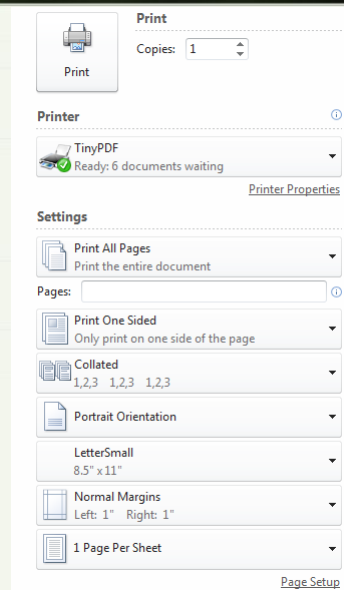 Print
Print
Copies: 1
Printer
TinyPDF
Ready: 6 documents waiting
Printer Properties
Settings
Print All Pages
Print the entire document
Pages:
Print One Sided
Only print on one side of the page
Collated
1,2,3 1,2,3 1,2,3
Portrait Orientation
LetterSmall
8.5" x 11"
Normal Margins
Left: 1" Right: 1"
1 Page Per Sheet
Page Setup